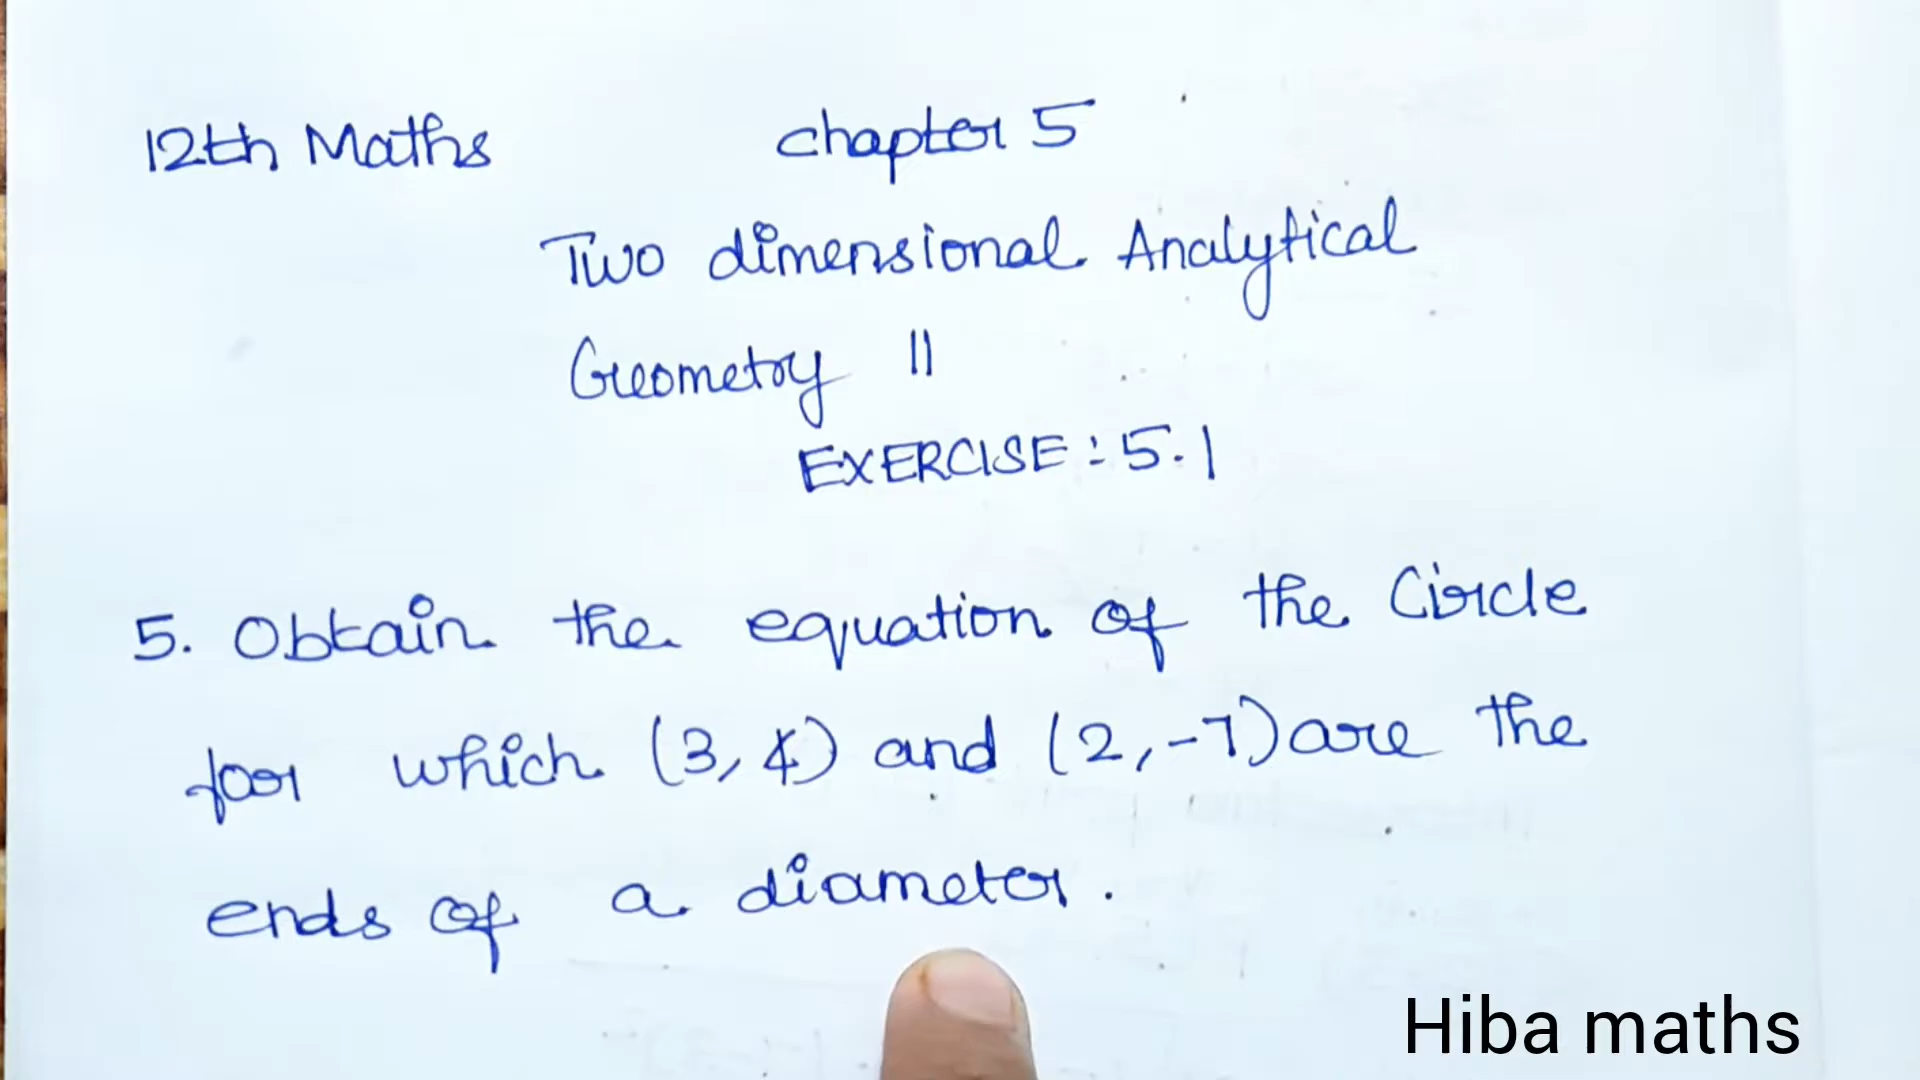 12th Maths chapter 5
Two dimensional Analytical
Geometry II
EXERCISE : 5.1
5. Obtain the equation of the Circle
for which (3, 4) and (2, -7) are the
ends of a diameter.
Hiba maths